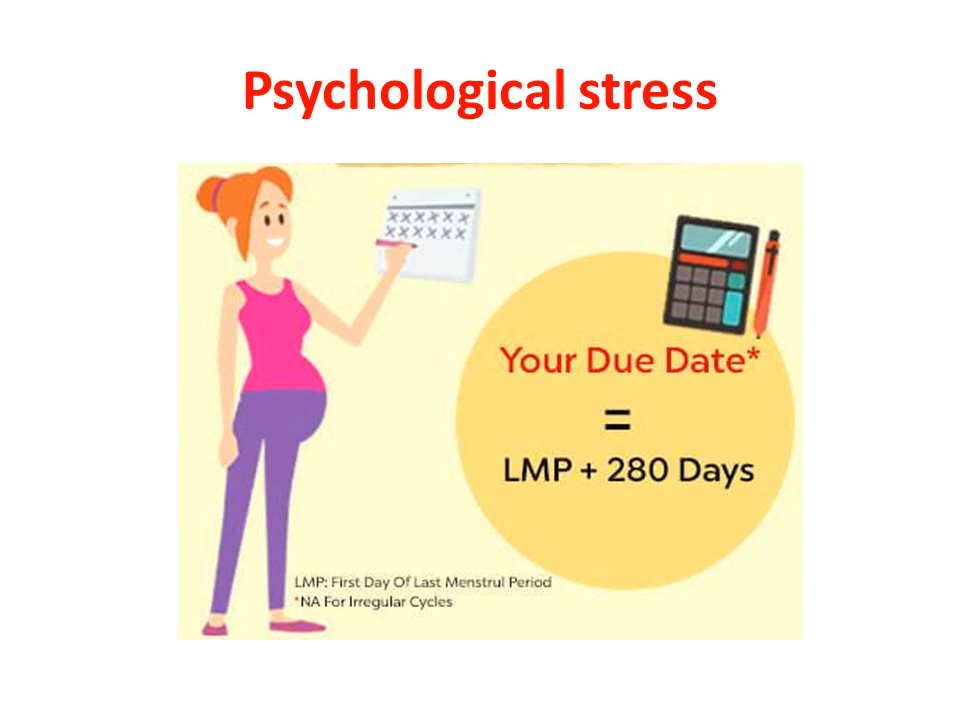 Psychological stress
Your Due Date*
=
LMP + 280 Days
LMP: First Day Of Last Menstrul Period
*NA For Irregular Cycles